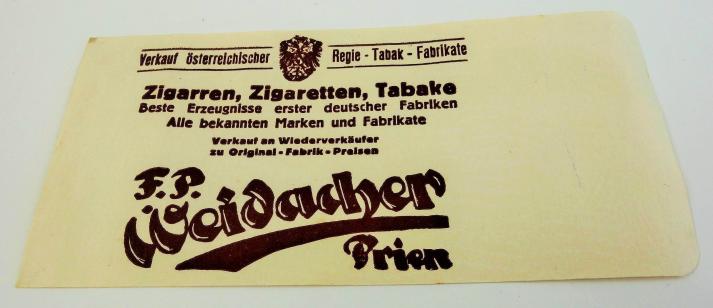 Verkauf österreichischer Regie - Tabak - Fabrikate
Zigarren, Zigaretten, Tabake
Beste Erzeugnisse erster deutscher Fabriken
Alle bekannten Marken und Fabrikate
Verkauf an Wiederverkäufer
zu Original - Fabrik - Preisen
F. P.
Weidacher
Prien